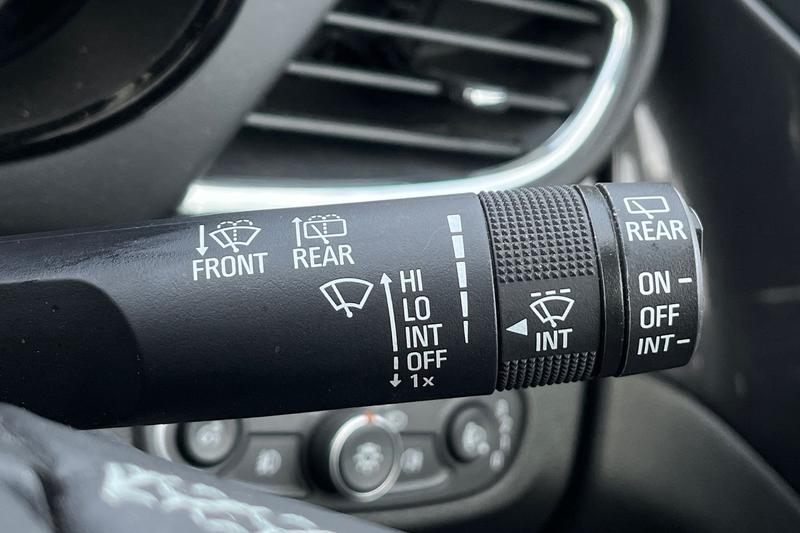 FRONT
REAR
HI
LO
INT
OFF
1x
INT
REAR
ON
OFF
INT